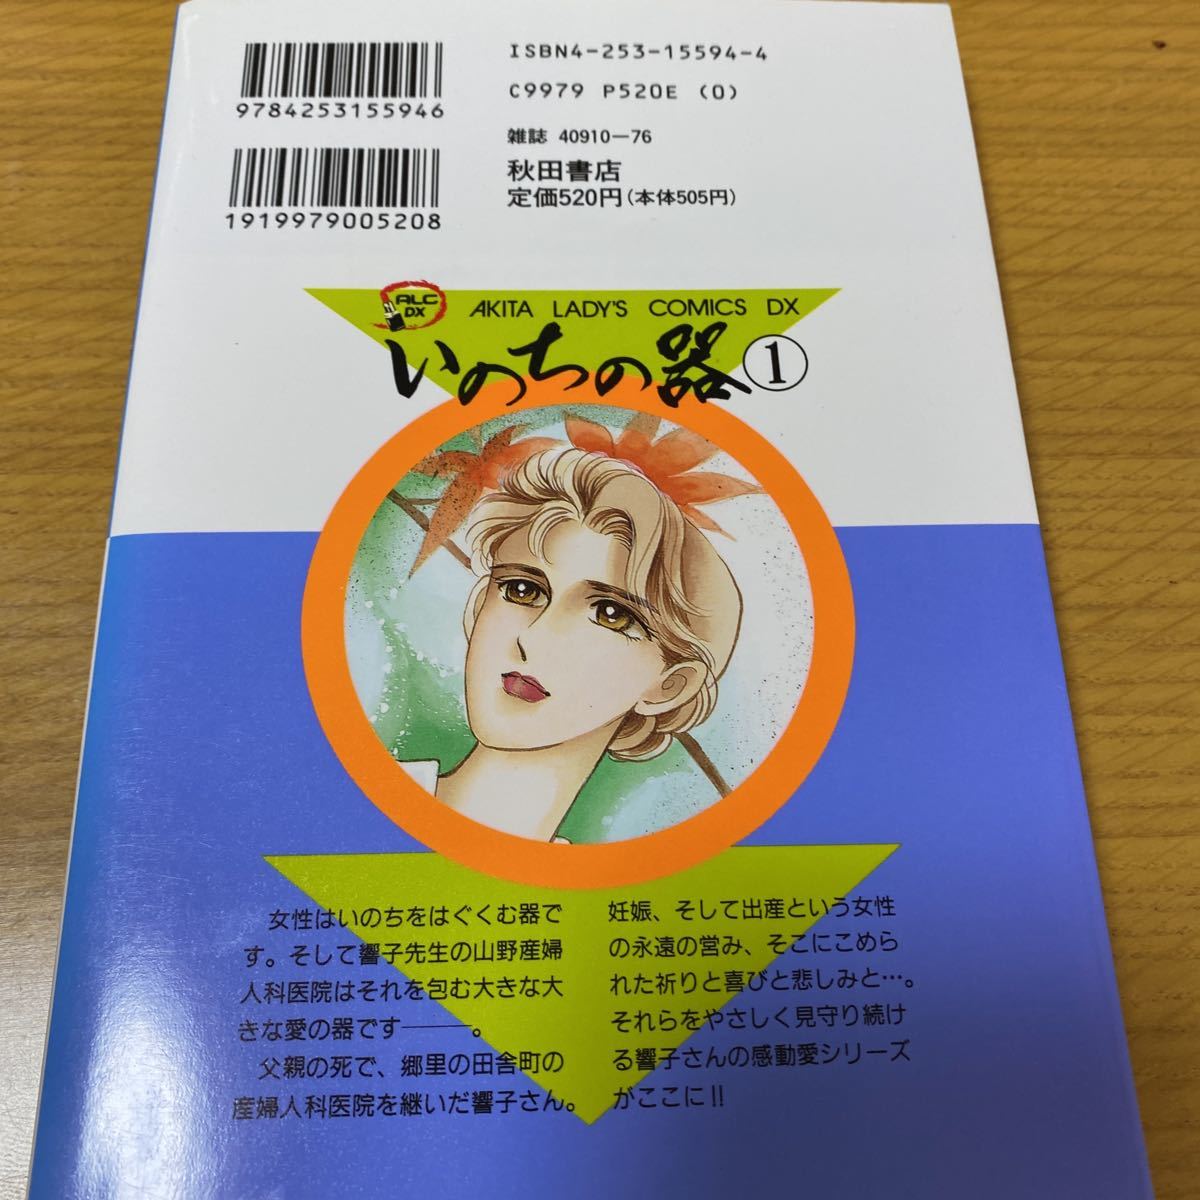 9784253155946
1919979005208
ISBN4-253-15594-4
C9979 P520E (0)
雑誌 40910-76
秋田書店
定価520円(本体505円)
ALC
DX
AKITA LADY'S COMICS DX
いのちの器①
女性はいのちをはぐくむ器で
す。そして響子先生の山野産婦
人科医院はそれを包む大きな大
きな愛の器です———。
父親の死で、郷里の田舎町の
産婦人科医院を継いだ響子さん。
妊娠、そして出産という女性
の永遠の営み、そこにこめら
れた祈りと喜びと悲しみと…。
それらをやさしく見守り続け
る響子さんの感動愛シリーズ
がここに!!